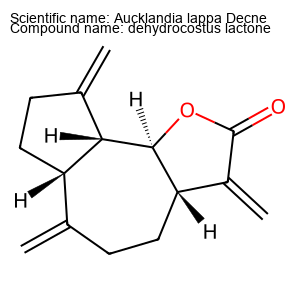 Scientific name: Aucklandia lappa Decne
Compound name: dehydrocostus lactone
H
O
O
H
H
H